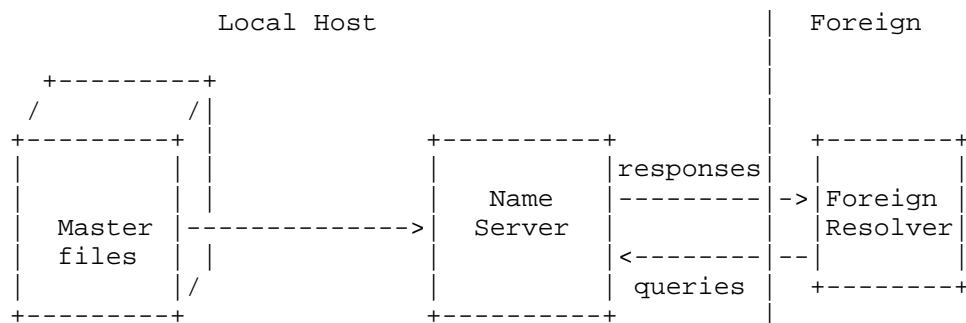 Local Host | Foreign
|
+---------+ |
/ /| |
+---------+ | +----------+ | +--------+
| | | | |responses| | |
| | | | Name |---------|->|Foreign |
| Master |-------------->| Server | | |Resolver|
| files | | | |<--------|--| |
| |/ | | queries | +--------+
+---------+ +----------+ |